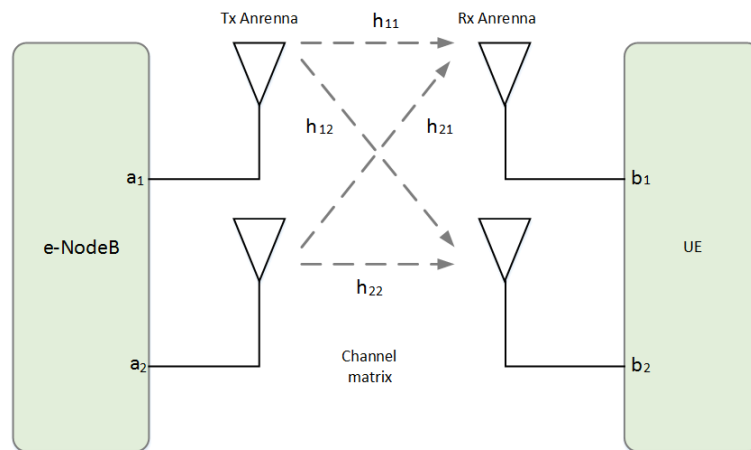 Tx Anrenna
h11
Rx Anrenna
h12
h21
a1
b1
e-NodeB
UE
h22
a2
Channel
matrix
b2